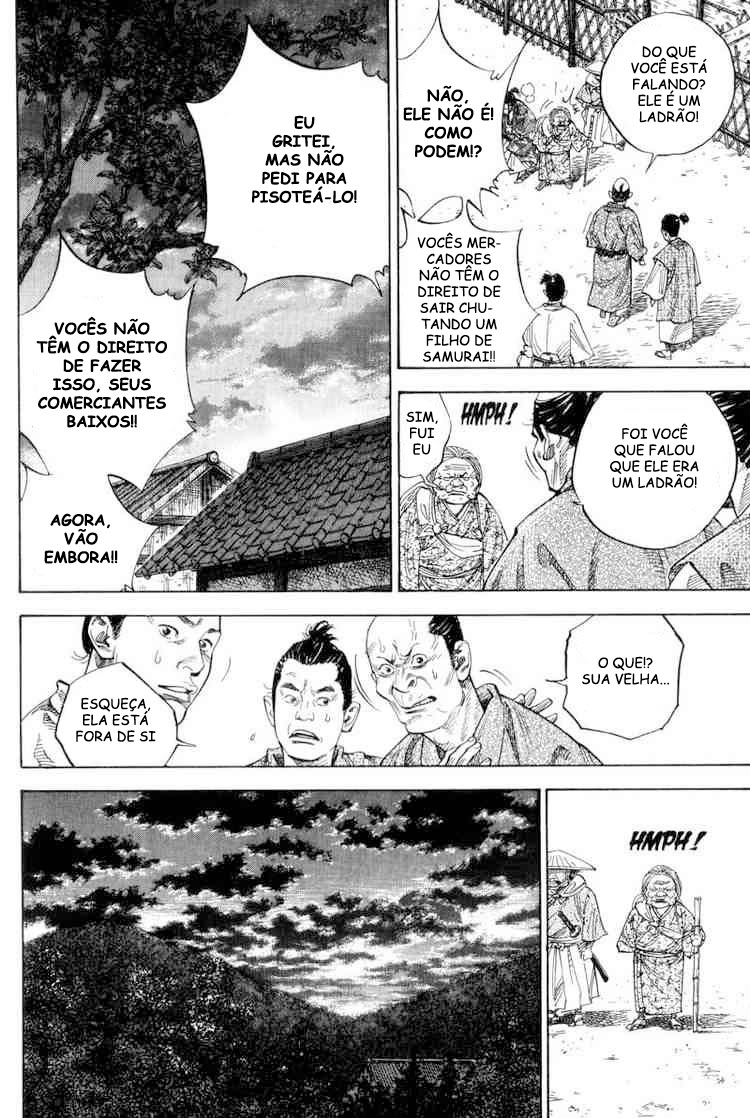 DO QUE
VOCÊ ESTÁ
FALANDO?
ELE É UM
LADRÃO!
NÃO,
ELE NÃO É!
COMO
PODEM!?
VOCÊS MER-
CADORES
NÃO TÊM O
DIREITO DE
SAIR CHU-
TANDO UM
FILHO DE
SAMURAI!!
EU
GRITEI,
MAS NÃO
PEDI PARA
PISOTEÁ-LO!
VOCÊS NÃO
TÊM O DIREITO
DE FAZER
ISSO, SEUS
COMERCIANTES
BAIXOS!!
AGORA,
VÃO
EMBORA!!
FOI VOCÊ
QUE FALOU
QUE ELE ERA
UM LADRÃO!
HMPH!
SIM,
FUI
EU
O QUE!?
SUA VELHA...
ESQUEÇA,
ELA ESTÁ
FORA DE SI
HMPH!